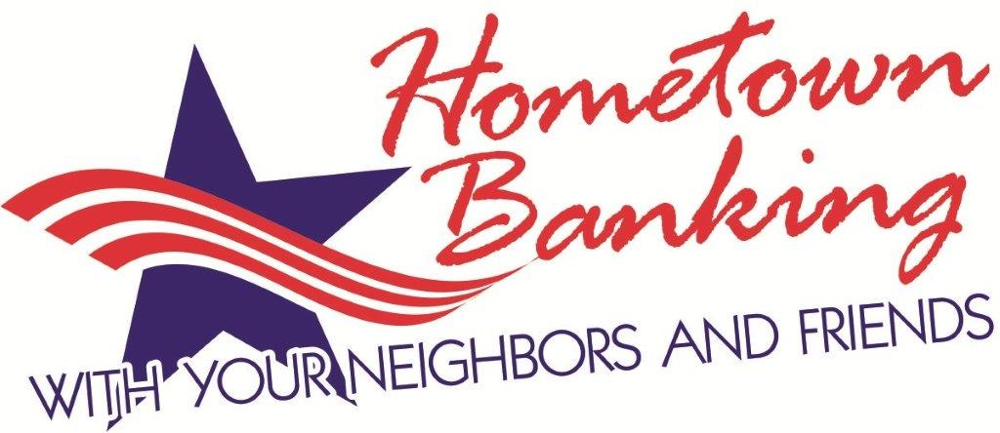 Hometown
Banking
WITH YOUR NEIGHBORS AND FRIENDS